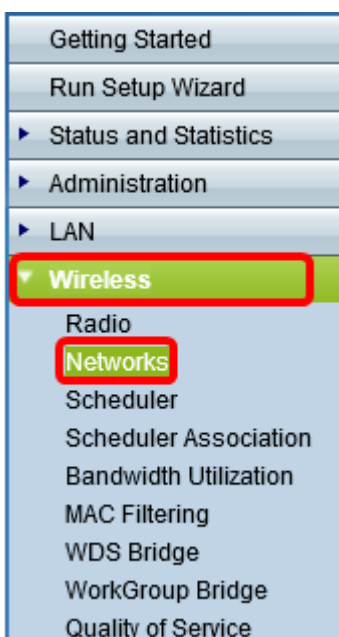 Getting Started
Run Setup Wizard
Status and Statistics
Administration
LAN
Wireless
Radio
Networks
Scheduler
Scheduler Association
Bandwidth Utilization
MAC Filtering
WDS Bridge
WorkGroup Bridge
Quality of Service